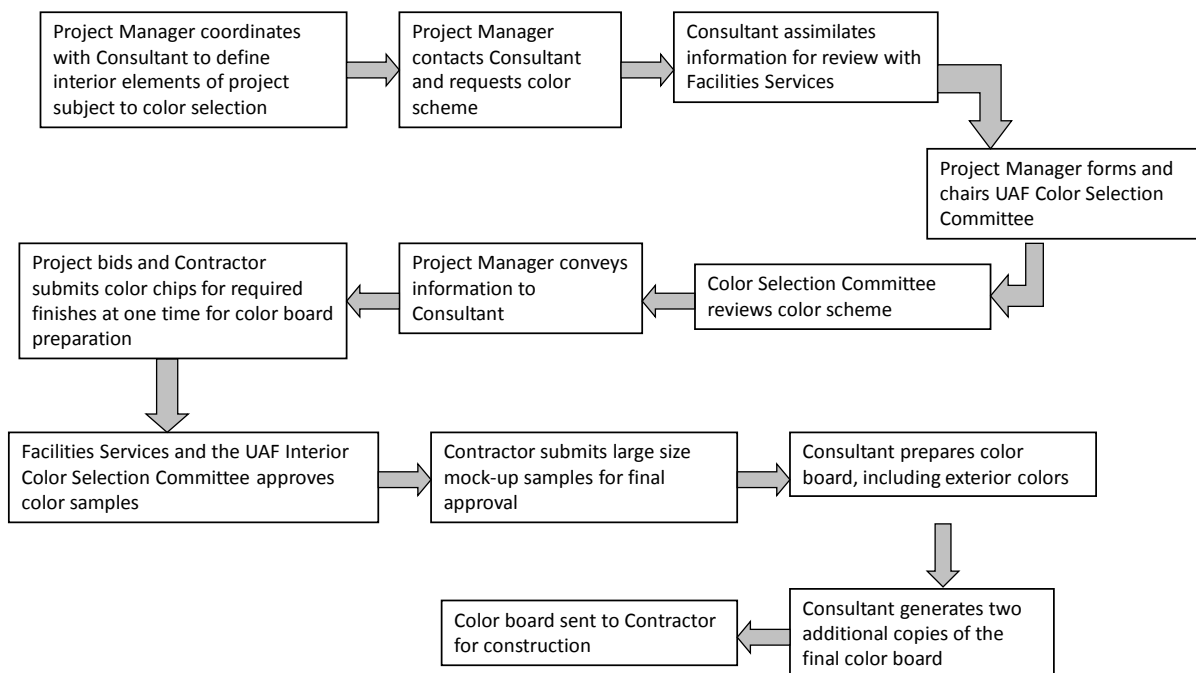 Project Manager coordinates
with Consultant to define
interior elements of project
subject to color selection
Project Manager
contacts Consultant
and requests color
scheme
Consultant assimilates
information for review with
Facilities Services
Project Manager forms and
chairs UAF Color Selection
Committee
Color Selection Committee
reviews color scheme
Project Manager conveys
information to
Consultant
Project bids and Contractor
submits color chips for required
finishes at one time for color board
preparation
Facilities Services and the UAF Interior
Color Selection Committee approves
color samples
Contractor submits large size
mock-up samples for final
approval
Consultant prepares color
board, including exterior colors
Consultant generates two
additional copies of the
final color board
Color board sent to Contractor
for construction